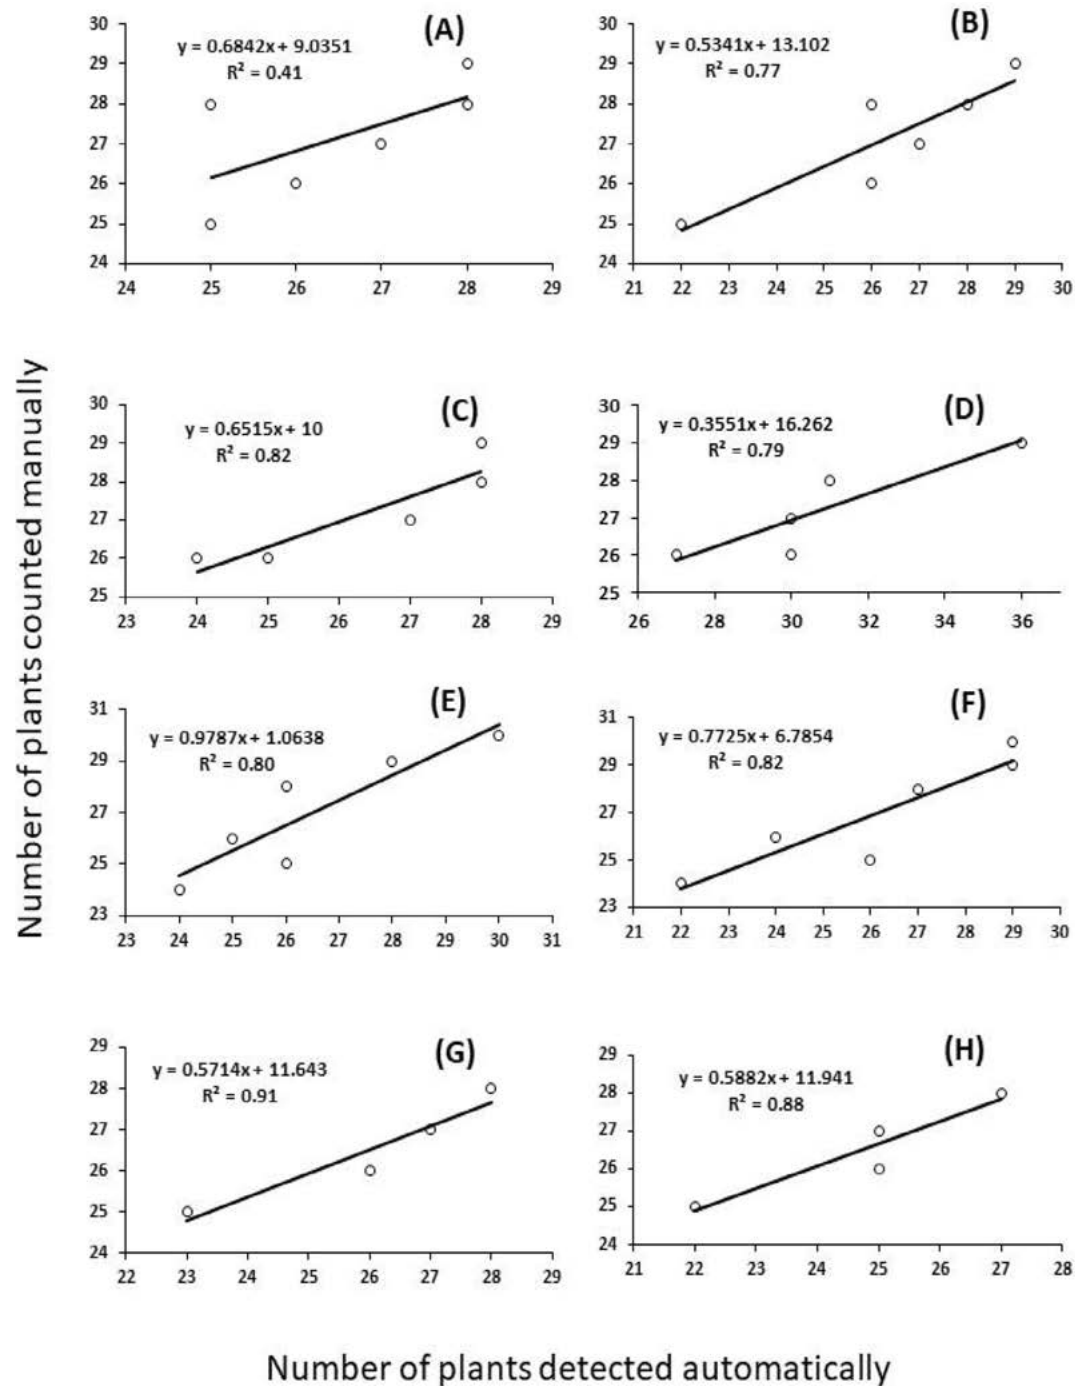 Number of plants counted manually
(A)
y = 0.6842x + 9.0351
R² = 0.41
30
29
28
27
26
25
24
24 25 26 27 28 29
(B)
y = 0.5341x + 13.102
R² = 0.77
30
29
28
27
26
25
24
21 22 23 24 25 26 27 28 29 30
(C)
y = 0.6515x + 10
R² = 0.82
30
29
28
27
26
25
23 24 25 26 27 28 29
(D)
y = 0.3551x + 16.262
R² = 0.79
30
29
28
27
26
25
26 28 30 32 34 36
(E)
y = 0.9787x + 1.0638
R² = 0.80
31
29
27
25
23
23 24 25 26 27 28 29 30 31
(F)
y = 0.7725x + 6.7854
R² = 0.82
31
29
27
25
23
21 22 23 24 25 26 27 28 29 30
(G)
y = 0.5714x + 11.643
R² = 0.91
29
28
27
26
25
24
22 23 24 25 26 27 28 29
(H)
y = 0.5882x + 11.941
R² = 0.88
29
28
27
26
25
24
21 22 23 24 25 26 27 28
Number of plants detected automatically